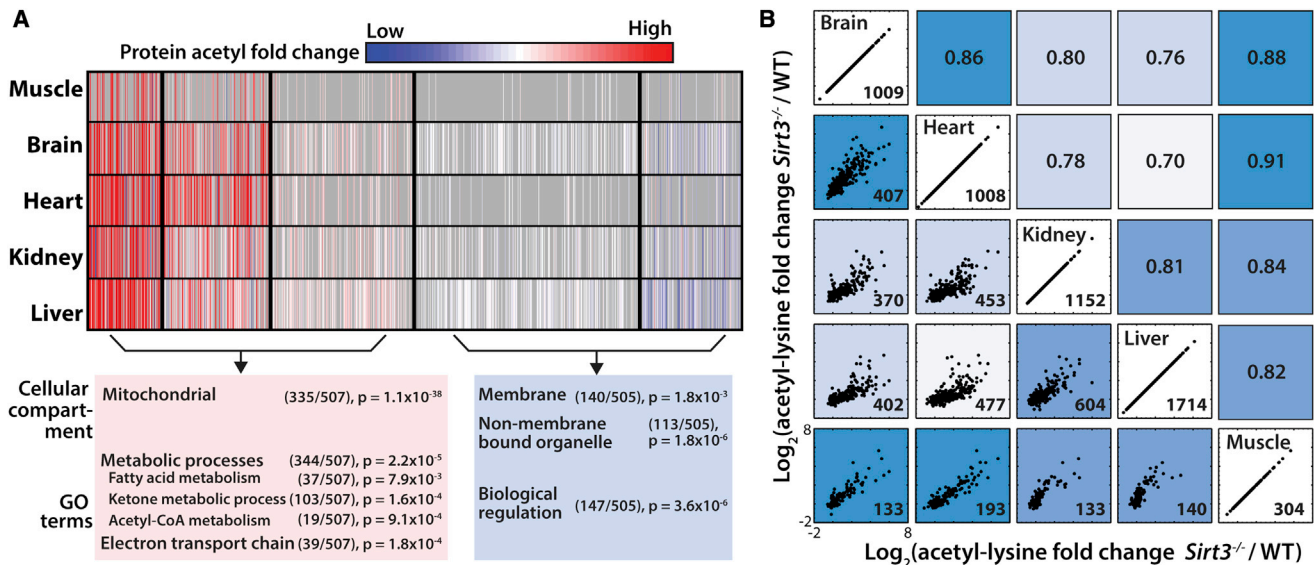 A
Protein acetyl fold change
Low
High
Muscle
Brain
Heart
Kidney
Liver
Cellular
compart-
ment
Mitochondrial (335/507), p = 1.1x10⁻³⁸
GO
terms
Metabolic processes (344/507), p = 2.2x10⁻⁵
Fatty acid metabolism (37/507), p = 7.9x10⁻³
Ketone metabolic process (103/507), p = 1.6x10⁻⁴
Acetyl-CoA metabolism (19/507), p = 9.1x10⁻⁴
Electron transport chain (39/507), p = 1.8x10⁻⁴
Membrane (140/505), p = 1.8x10⁻³
Non-membrane (113/505),
bound organelle p = 1.8x10⁻⁶
Biological
regulation (147/505), p = 3.6x10⁻⁶
B
Log₂(acetyl-lysine fold change Sirt3⁻/⁻ / WT)
Brain
1009
0.86
0.80
0.76
0.88
407
Heart
1008
0.78
0.70
0.91
370
453
Kidney
1152
0.81
0.84
402
477
604
Liver
1714
0.82
8
-2
133
193
133
140
Muscle
304
-2
8
Log₂(acetyl-lysine fold change Sirt3⁻/⁻ / WT)